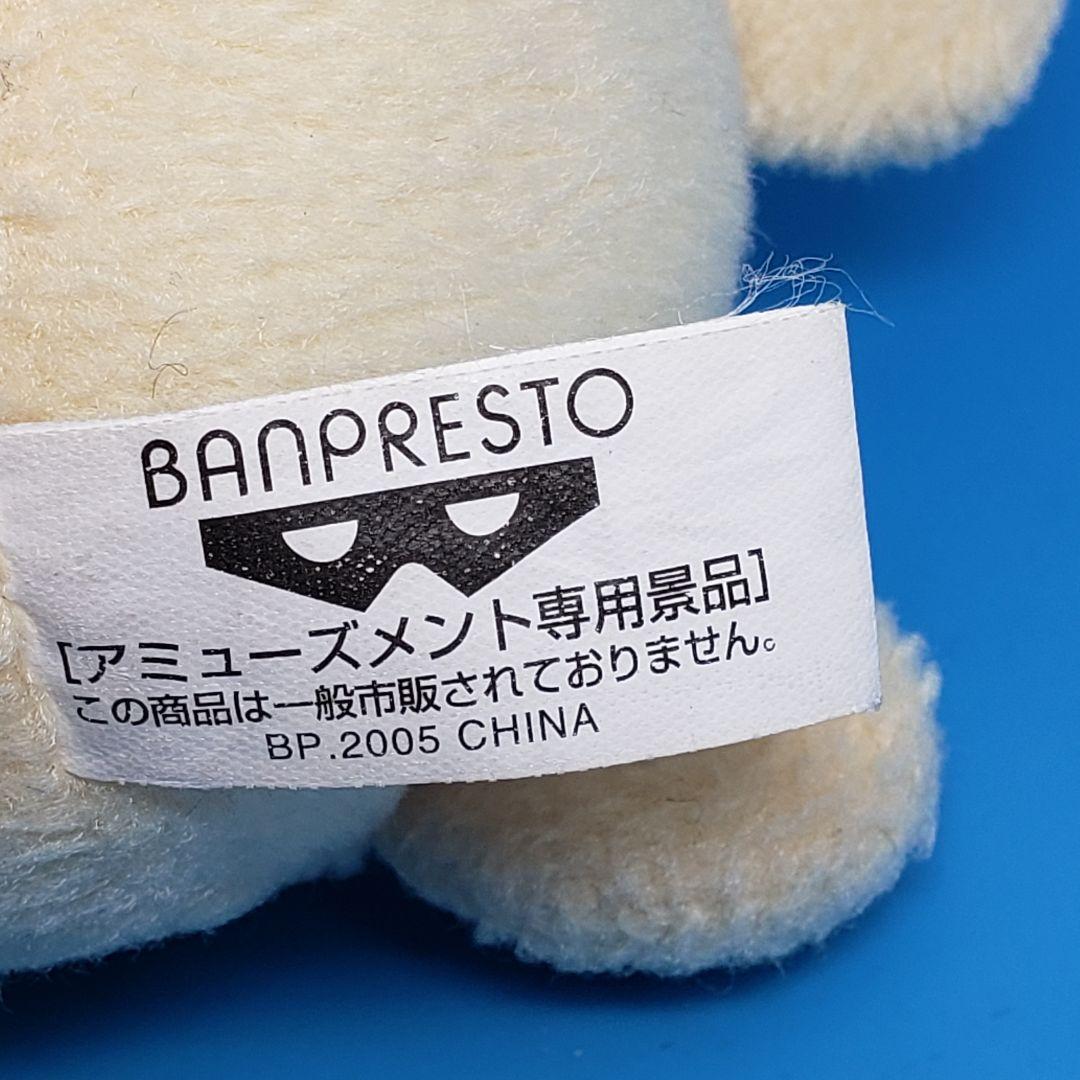 BANPRESTO
[アミューズメント専用景品]
この商品は一般市販されておりません。
BP.2005 CHINA